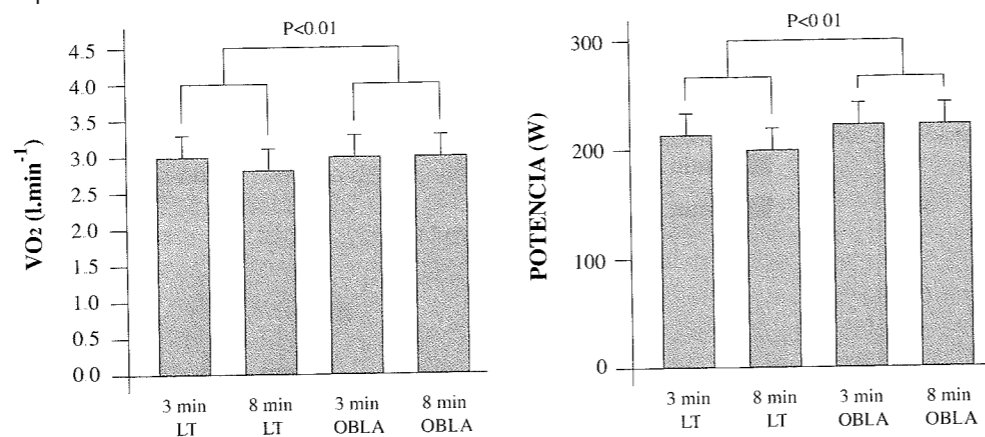 P<0.01
4.5
4.0
3.5
3.0
2.5
2.0
1.5
1.0
0.5
0.0
VO2 (l.min-1)
3 min 8 min 3 min 8 min
LT LT OBLA OBLA
P<0 01
300
200
100
0
POTENCIA (W)
3 min 8 min 3 min 8 min
LT LT OBLA OBLA